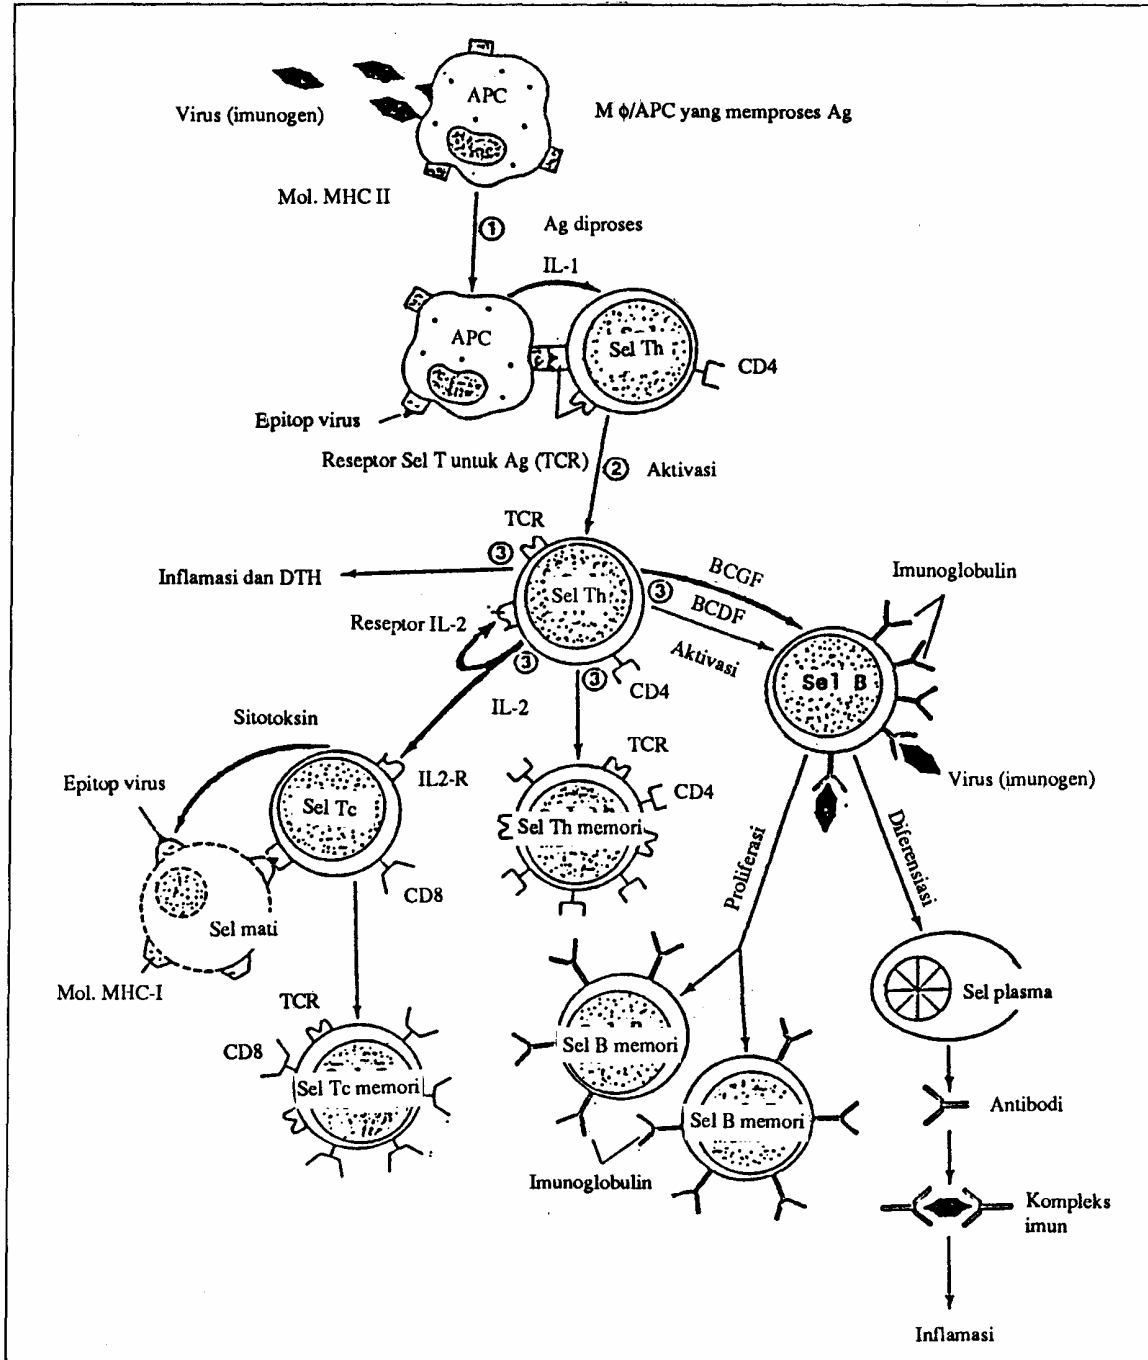 APC
Virus (imunogen)
M ϕ/APC yang memproses Ag
Mol. MHC II
① Ag diproses
IL-1
APC
Sel Th
CD4
Epitop virus
Reseptor Sel T untuk Ag (TCR)
② Aktivasi
TCR
③
Inflamasi dan DTH
Sel Th
BCGF
③
BCDF
Aktivasi
Imunoglobulin
Reseptor IL-2
③
③
CD4
IL-2
Sel B
Sitotoksin
Epitop virus
Sel Tc
IL2-R
TCR
CD4
Sel Th memori
Virus (imunogen)
CD8
Sel mati
Proliferasi
Diferensiasi
Mol. MHC-I
TCR
CD8
Sel Tc memori
Sel B memori
Sel B memori
Sel plasma
Antibodi
Imunoglobulin
Kompleks
imun
Inflamasi